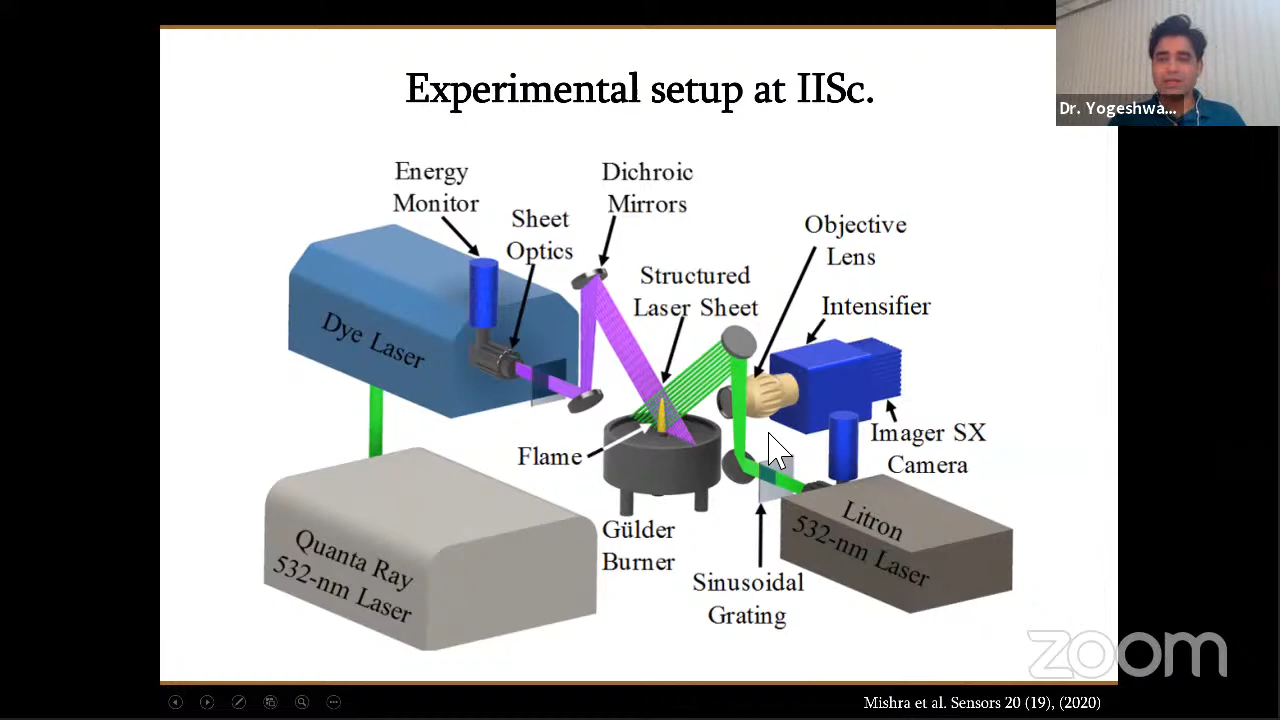 Experimental setup at IISc.
Dr. Yogeshwa...
Energy
Monitor
Dichroic
Mirrors
Sheet
Optics
Objective
Lens
Structured
Laser Sheet
Intensifier
Dye Laser
Flame
Imager SX
Camera
Gülder
Burner
Quanta Ray
532-nm Laser
Litron
532-nm Laser
Sinusoidal
Grating
zoom
Mishra et al. Sensors 20 (19), (2020)